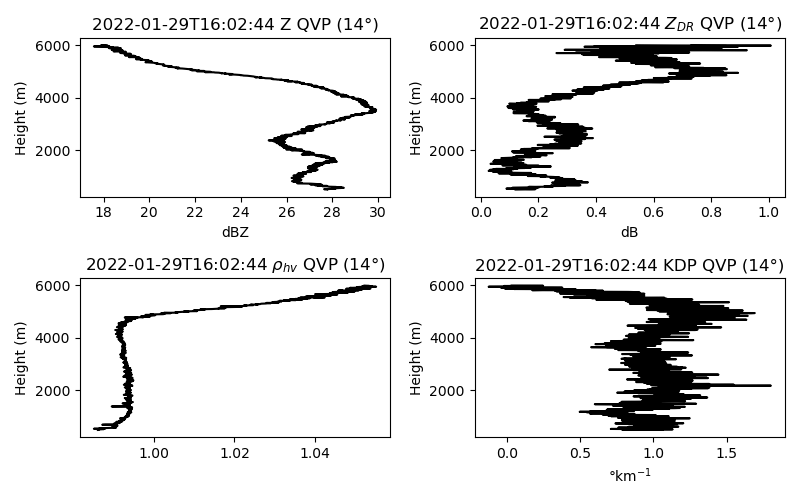 2022-01-29T16:02:44 Z QVP (14°)
Height (m)
6000
4000
2000
18 20 22 24 26 28 30
dBZ
2022-01-29T16:02:44 Z_DR QVP (14°)
Height (m)
6000
4000
2000
0.0 0.2 0.4 0.6 0.8 1.0
dB
2022-01-29T16:02:44 ρ_hv QVP (14°)
Height (m)
6000
4000
2000
1.00 1.02 1.04
2022-01-29T16:02:44 KDP QVP (14°)
Height (m)
6000
4000
2000
0.0 0.5 1.0 1.5
°km⁻¹